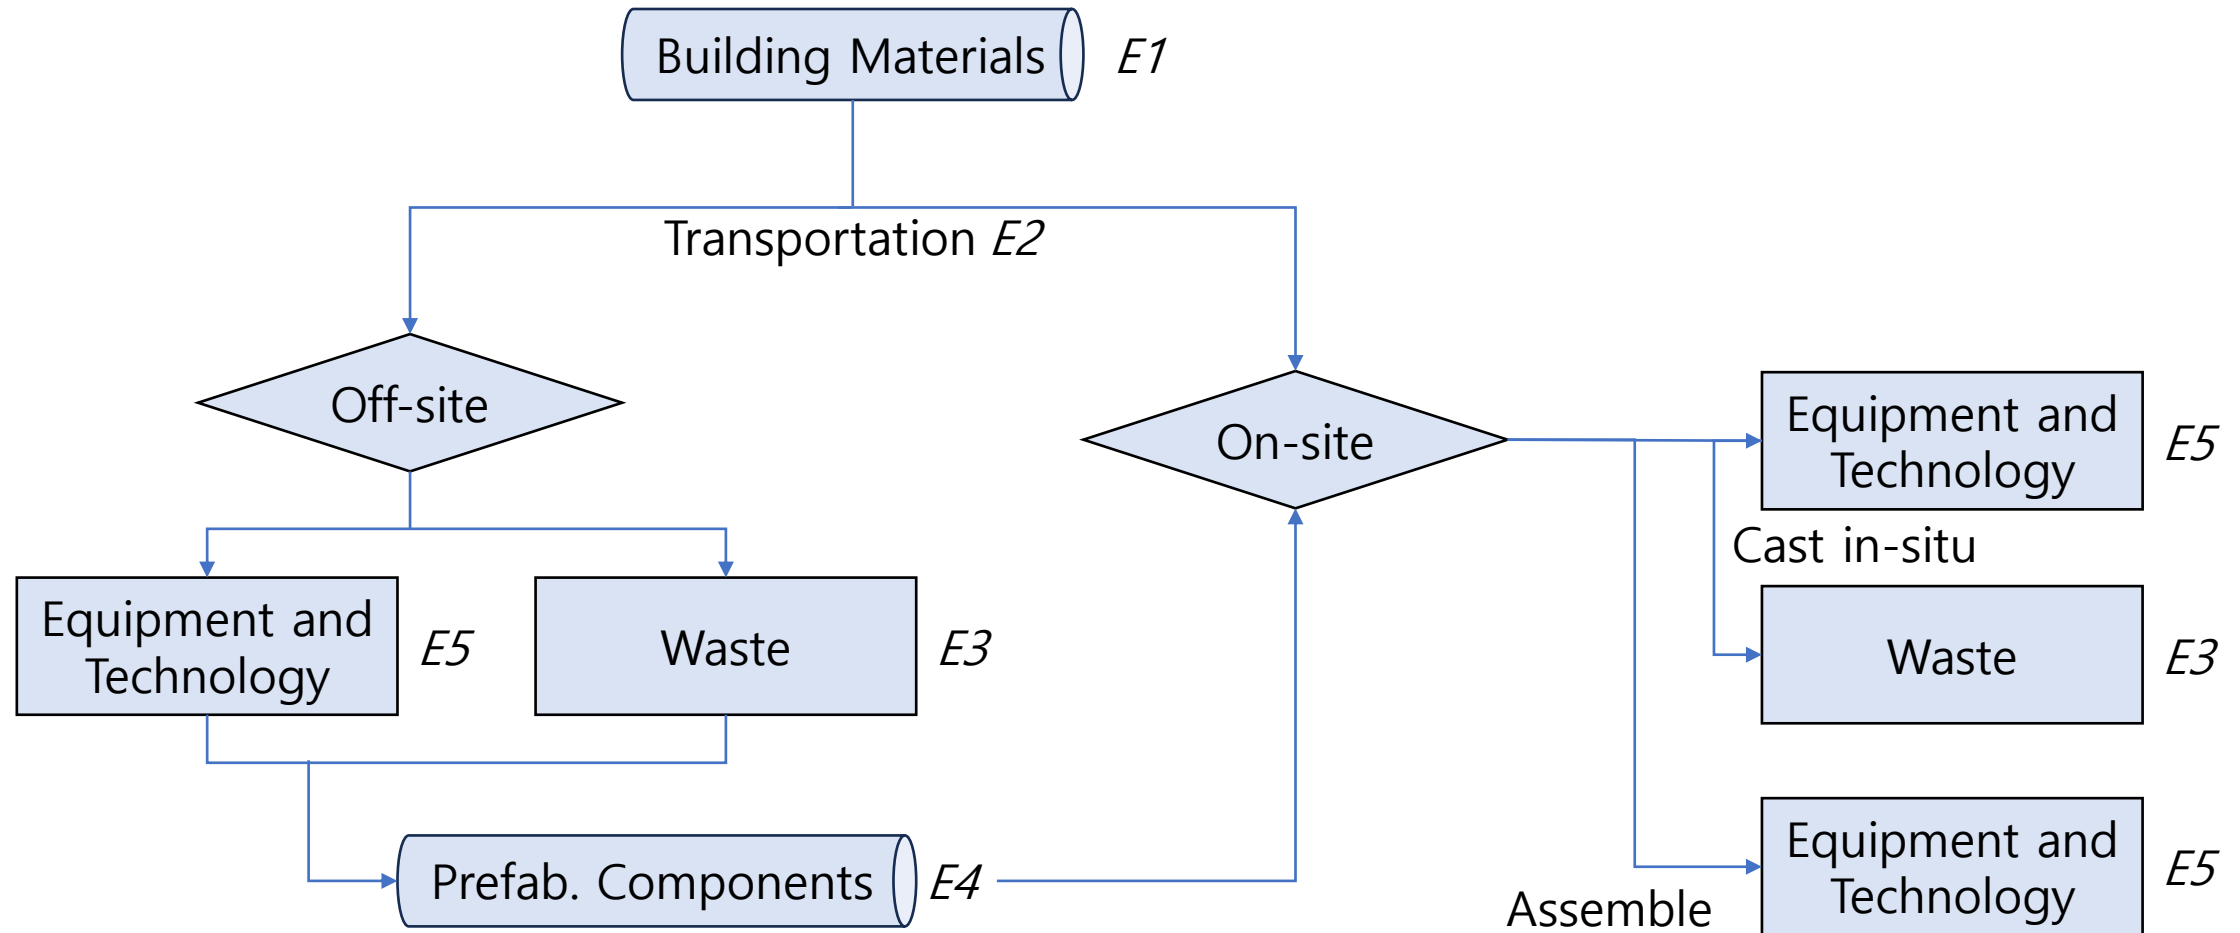 Building Materials E1
Transportation E2
Off-site
On-site
Equipment and
Technology
E5
Cast in-situ
Equipment and
Technology
E5
Waste
E3
Waste
E3
Prefab. Components E4
Equipment and
Technology
E5
Assemble